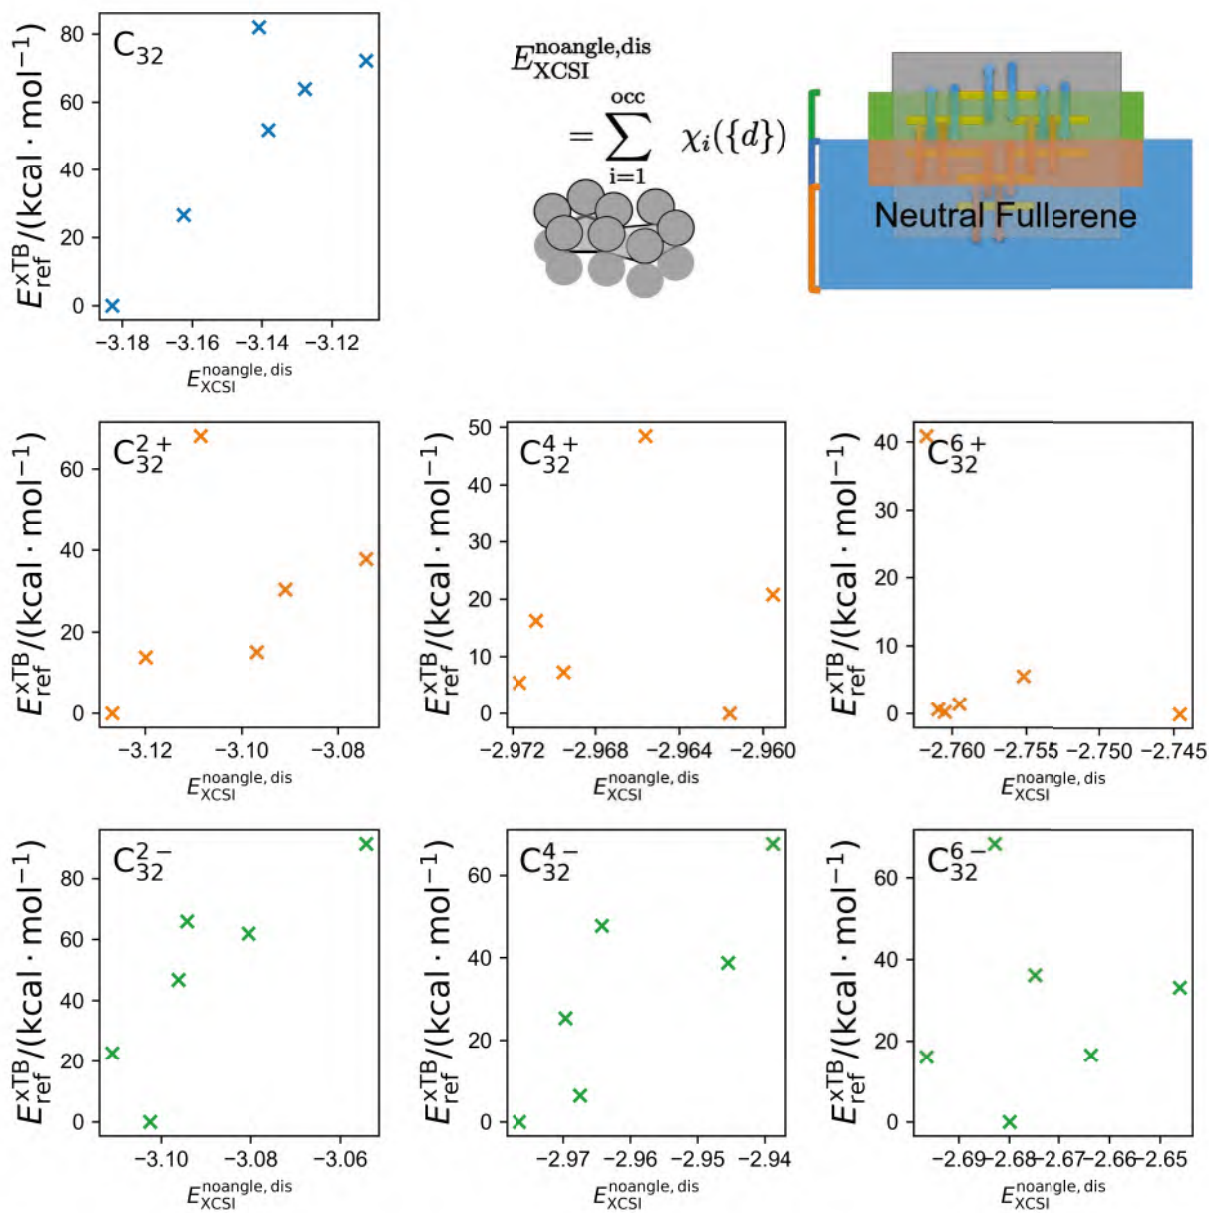 C32
E_ref^xTB/(kcal · mol−1)
80
60
40
20
0
−3.18 −3.16 −3.14 −3.12
E_XCSI^noangle, dis
E_XCSI^noangle,dis
= ∑_{i=1}^{occ} χ_i({d})
Neutral Fullerene
C32^2+
E_ref^xTB/(kcal · mol−1)
60
40
20
0
−3.12 −3.10 −3.08
E_XCSI^noangle, dis
C32^4+
E_ref^xTB/(kcal · mol−1)
50
40
30
20
10
0
−2.972 −2.968 −2.964 −2.960
E_XCSI^noangle, dis
C32^6+
E_ref^xTB/(kcal · mol−1)
40
30
20
10
0
−2.760 −2.755 −2.750 −2.745
E_XCSI^noangle, dis
C32^2−
E_ref^xTB/(kcal · mol−1)
80
60
40
20
0
−3.10 −3.08 −3.06
E_XCSI^noangle, dis
C32^4−
E_ref^xTB/(kcal · mol−1)
60
40
20
0
−2.97 −2.96 −2.95 −2.94
E_XCSI^noangle, dis
C32^6−
E_ref^xTB/(kcal · mol−1)
60
40
20
0
−2.69 −2.68 −2.67 −2.66 −2.65
E_XCSI^noangle, dis